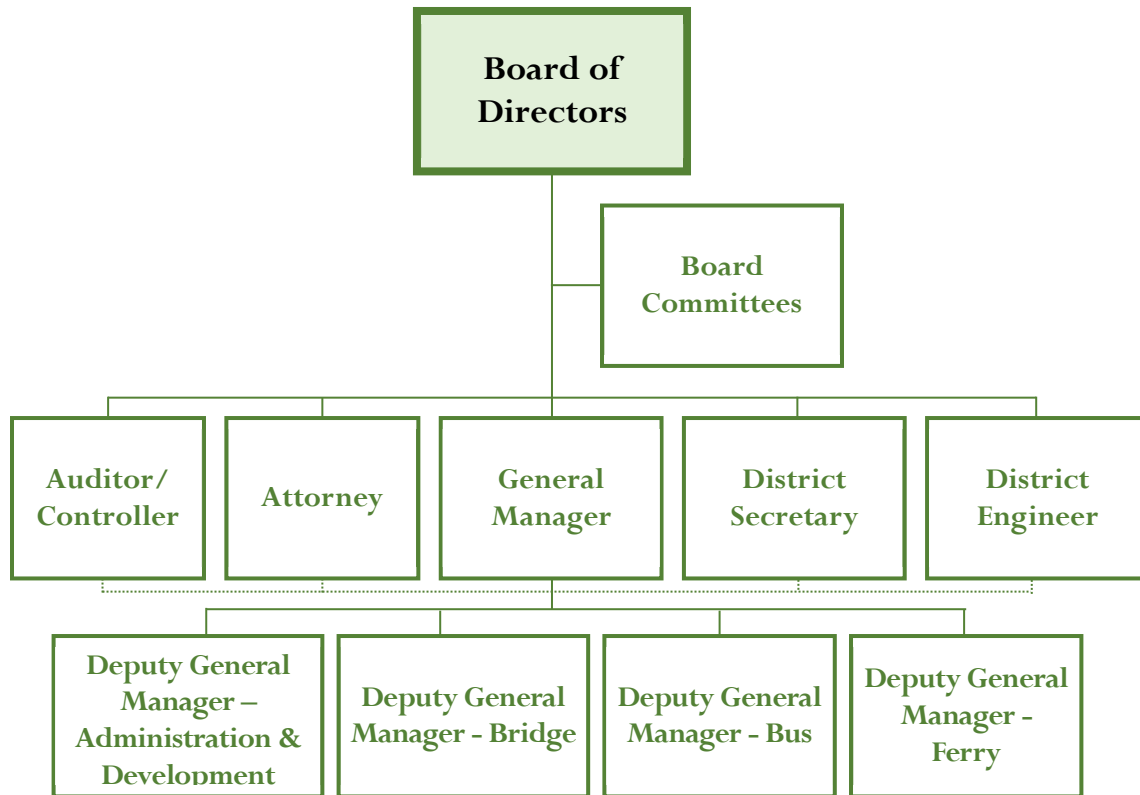 Board of
Directors
Board
Committees
Auditor/
Controller
Attorney
General
Manager
District
Secretary
District
Engineer
Deputy General
Manager –
Administration &
Development
Deputy General
Manager - Bridge
Deputy General
Manager - Bus
Deputy General
Manager -
Ferry